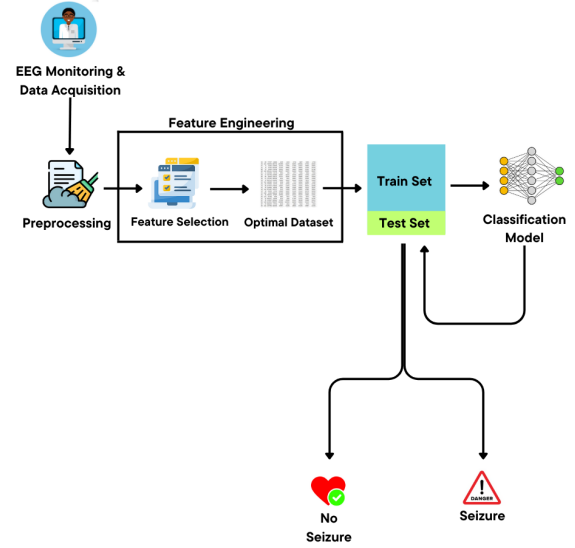 EEG Monitoring &
Data Acquisition
Feature Engineering
Preprocessing
Feature Selection
Optimal Dataset
Train Set
Test Set
Classification
Model
No
Seizure
DANGER
Seizure